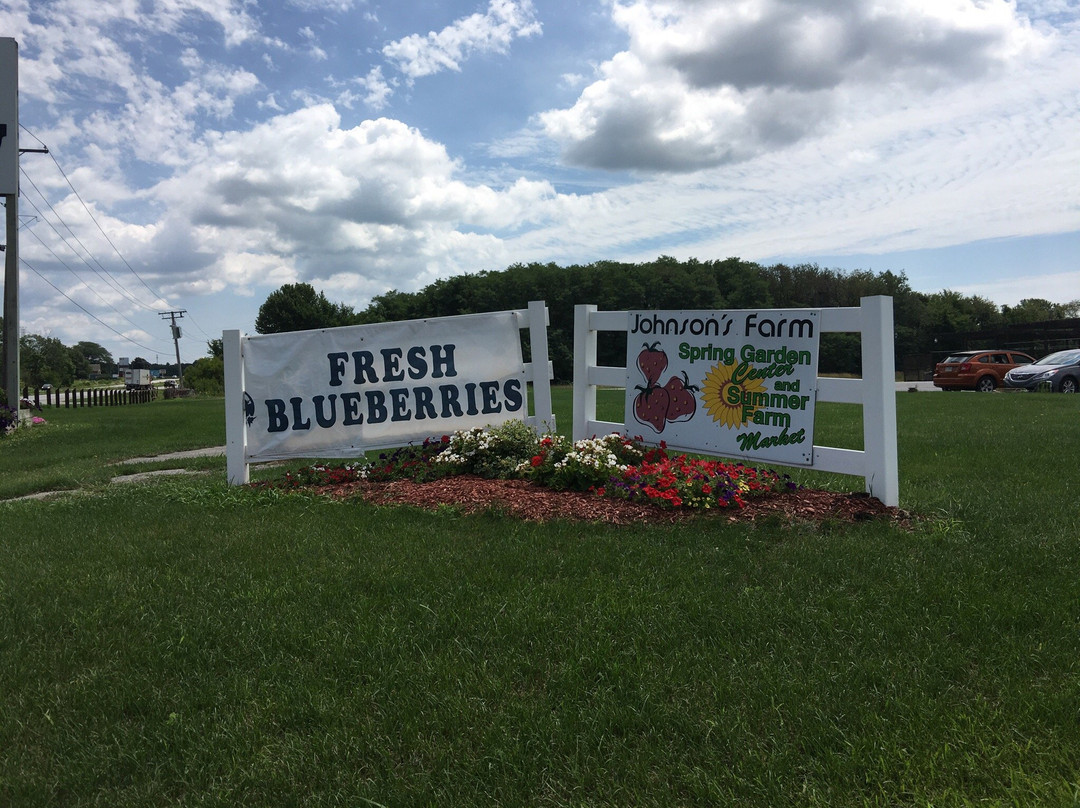 FRESH
BLUEBERRIES
Johnson's Farm
Spring Garden
Center
and
Summer
Farm
Market